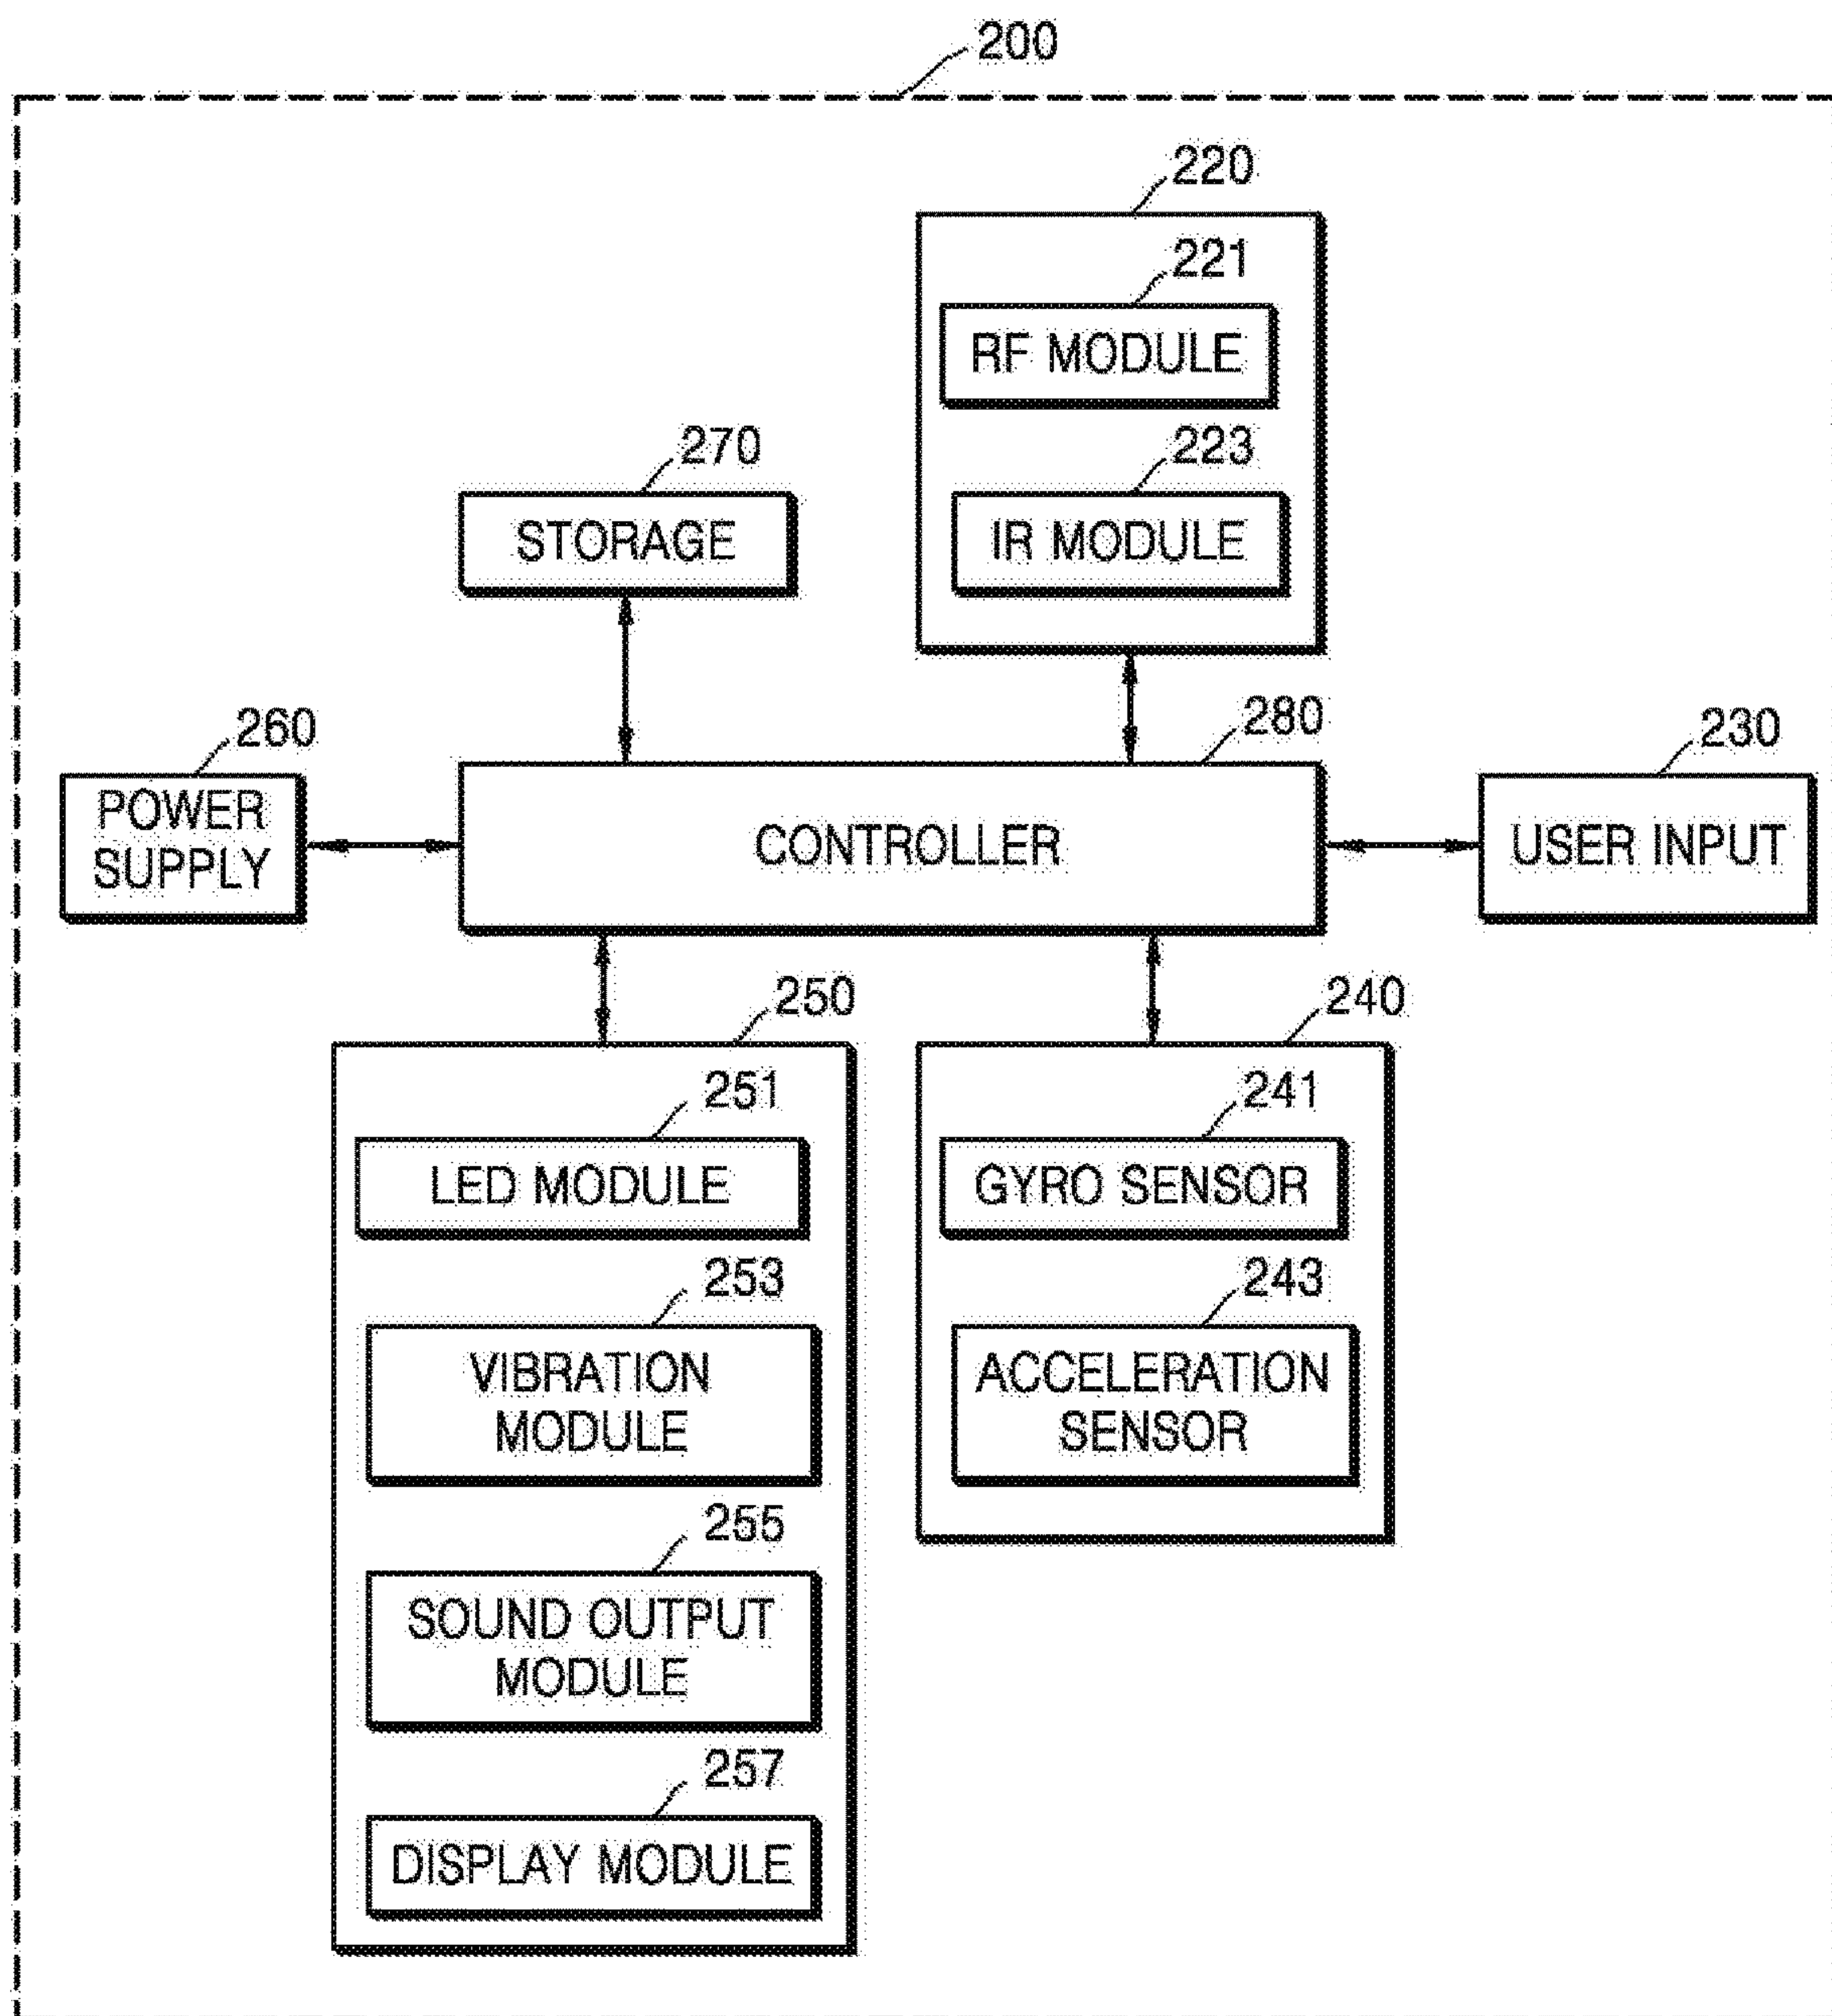 200
220
221
RF MODULE
270
223
STORAGE
IR MODULE
260
280
230
POWER
SUPPLY
CONTROLLER
USER INPUT
250
240
251
241
LED MODULE
GYRO SENSOR
253
243
VIBRATION
MODULE
ACCELERATION
SENSOR
255
SOUND OUTPUT
MODULE
257
DISPLAY MODULE